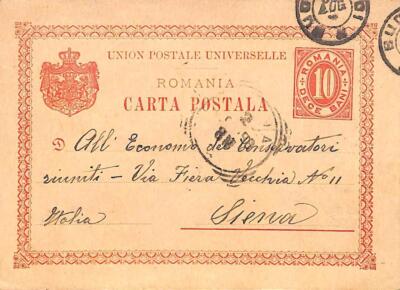 UNION POSTALE UNIVERSELLE
ROMANIA
CARTA POSTALA
ROMANIA
10
DECE BANI
D All' Economo dei Conservatori
riuniti - Via Fiera Vecchia No 11
Italia Siena